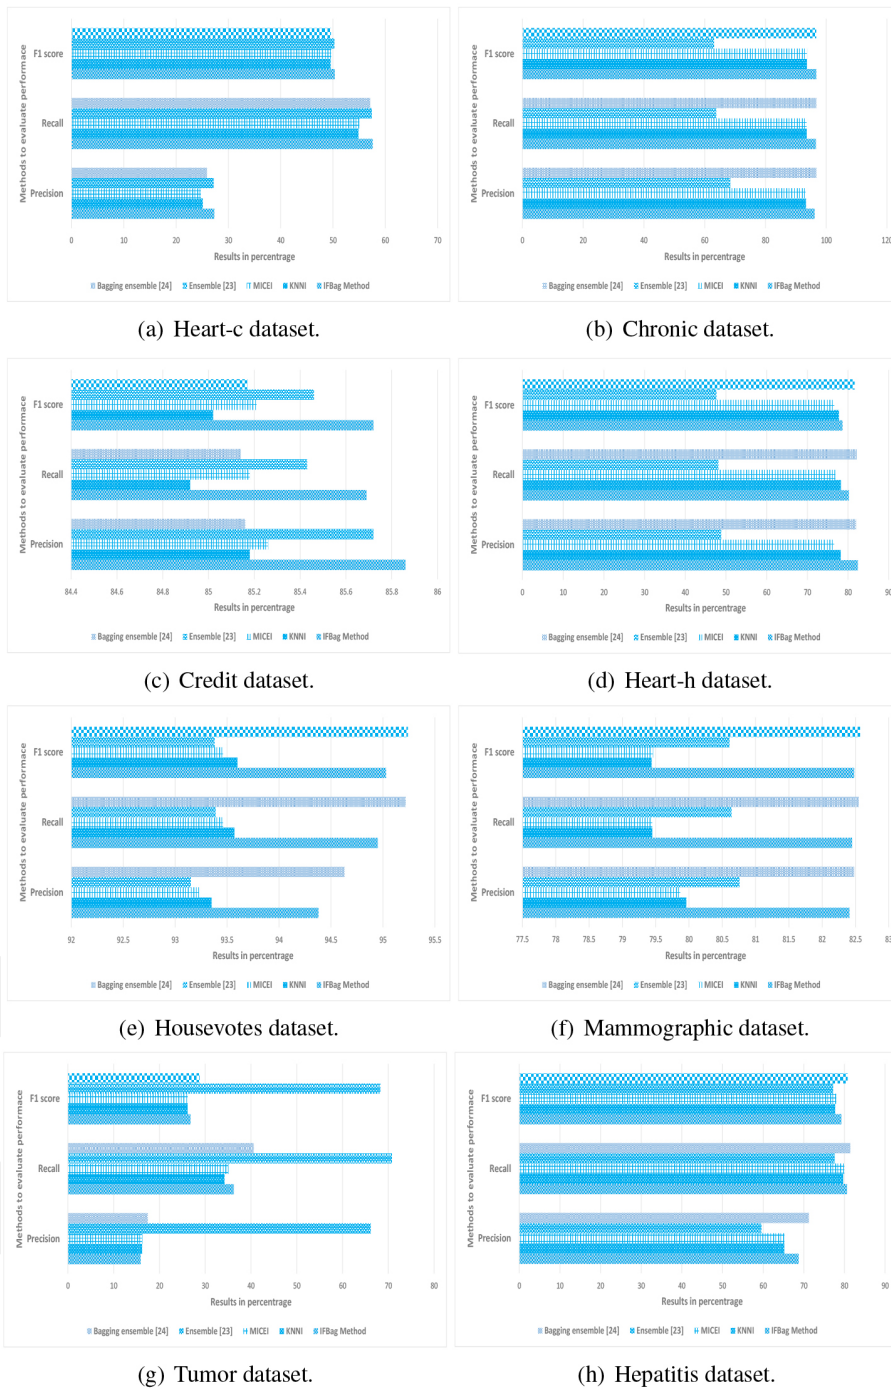 Methods to evaluate performace
F1 score
Recall
Precision
0 10 20 30 40 50 60 70
Results in percentage
Bagging ensemble [24] Ensemble [23] MICEI KNNI IFBag Method
(a) Heart-c dataset.
Methods to evaluate performace
F1 score
Recall
Precision
0 20 40 60 80 100 120
Results in percentage
Bagging ensemble [24] Ensemble [23] MICEI KNNI IFBag Method
(b) Chronic dataset.
Methods to evaluate performace
F1 score
Recall
Precision
84.4 84.6 84.8 85 85.2 85.4 85.6 85.8 86
Results in percentage
Bagging ensemble [24] Ensemble [23] MICEI KNNI IFBag Method
(c) Credit dataset.
Methods to evaluate performace
F1 score
Recall
Precision
0 10 20 30 40 50 60 70 80 90
Results in percentage
Bagging ensemble [24] Ensemble [23] MICEI KNNI IFBag Method
(d) Heart-h dataset.
Methods to evaluate performace
F1 score
Recall
Precision
92 92.5 93 93.5 94 94.5 95 95.5
Results in percentage
Bagging ensemble [24] Ensemble [23] MICEI KNNI IFBag Method
(e) Housevotes dataset.
Methods to evaluate performace
F1 score
Recall
Precision
77.5 78 78.5 79 79.5 80 80.5 81 81.5 82 82.5 83
Results in percentage
Bagging ensemble [24] Ensemble [23] MICEI KNNI IFBag Method
(f) Mammographic dataset.
Methods to evaluate performace
F1 score
Recall
Precision
0 10 20 30 40 50 60 70 80
Results in percentage
Bagging ensemble [24] Ensemble [23] MICEI KNNI IFBag Method
(g) Tumor dataset.
Methods to evaluate performace
F1 score
Recall
Precision
0 10 20 30 40 50 60 70 80 90
Results in percentage
Bagging ensemble [24] Ensemble [23] MICEI KNNI IFBag Method
(h) Hepatitis dataset.